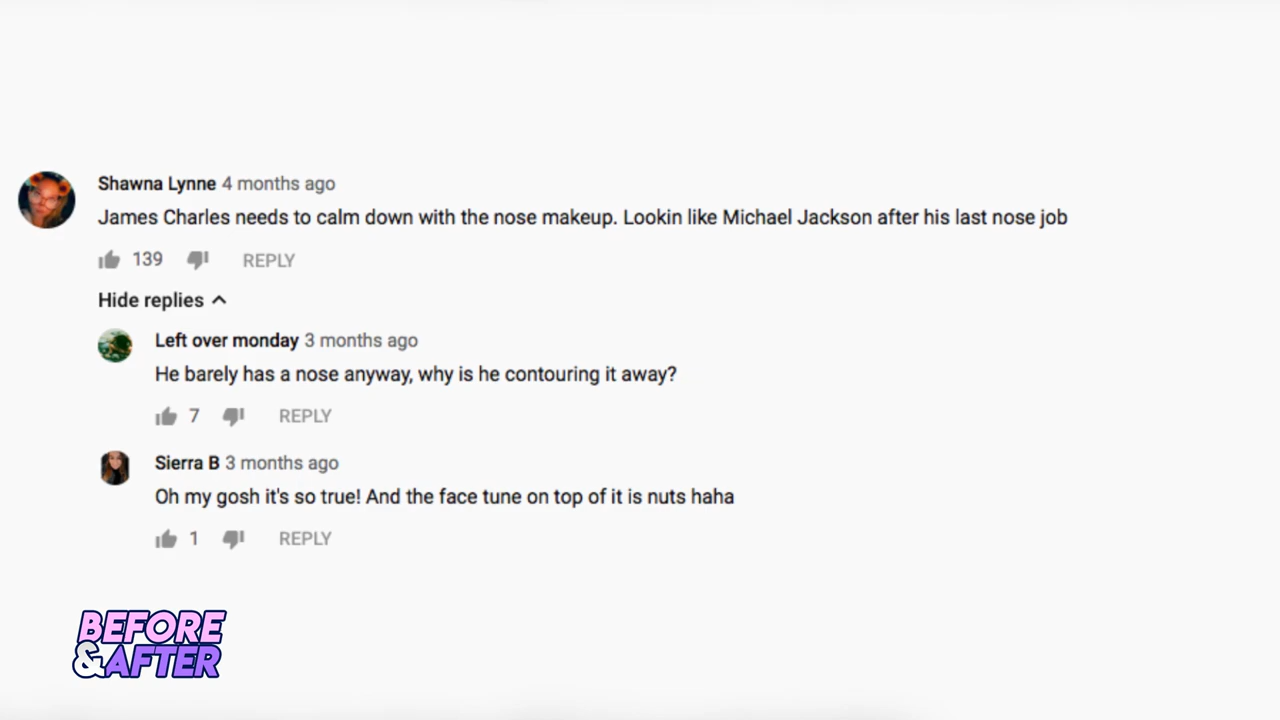 Shawna Lynne 4 months ago
James Charles needs to calm down with the nose makeup. Lookin like Michael Jackson after his last nose job
139 REPLY
Hide replies
Left over monday 3 months ago
He barely has a nose anyway, why is he contouring it away?
7 REPLY
Sierra B 3 months ago
Oh my gosh it's so true! And the face tune on top of it is nuts haha
1 REPLY
BEFORE
&AFTER